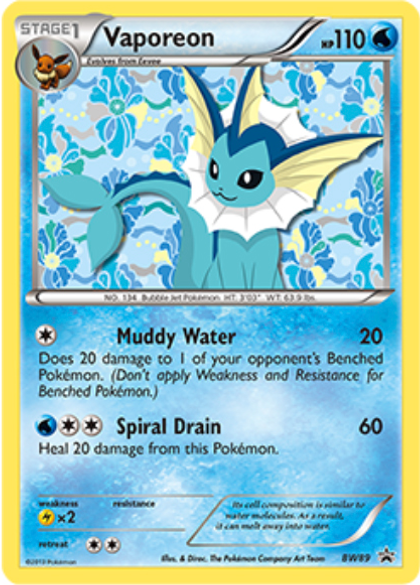 STAGE1
Vaporeon
HP110
Evolves from Eevee
NO. 134  Bubble Jet Pokémon  HT: 3'03"  WT: 63.9 lbs.
Muddy Water 20
Does 20 damage to 1 of your opponent's Benched
Pokémon. (Don't apply Weakness and Resistance for
Benched Pokémon.)
Spiral Drain 60
Heal 20 damage from this Pokémon.
weakness resistance
×2
retreat
Its cell composition is similar to
water molecules. As a result,
it can melt away into water.
©2013 Pokémon
Illus. & Direc. The Pokémon Company Art Team
BW89